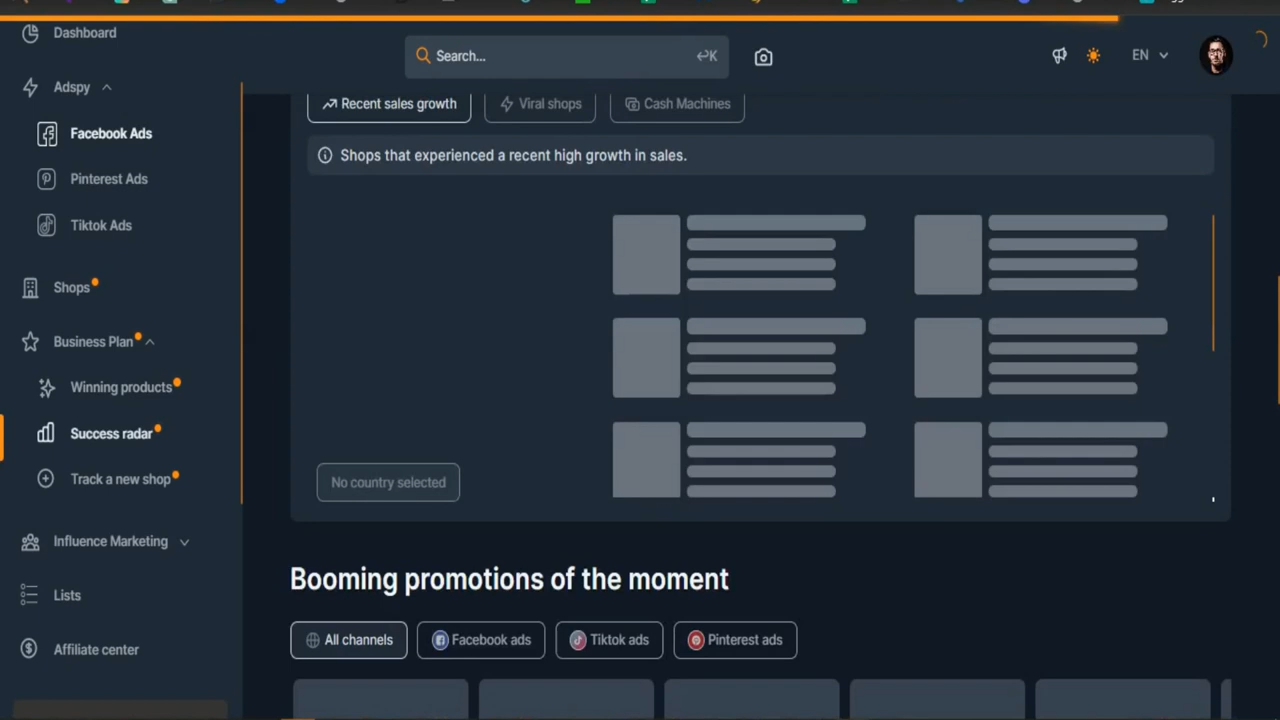 Dashboard
Search...
K
EN
Adspy
Recent sales growth
Viral shops
Cash Machines
Facebook Ads
Shops that experienced a recent high growth in sales.
Pinterest Ads
Tiktok Ads
Shops
Business Plan
Winning products
Success radar
Track a new shop
No country selected
Influence Marketing
Booming promotions of the moment
Lists
All channels
Facebook ads
Tiktok ads
Pinterest ads
Affiliate center